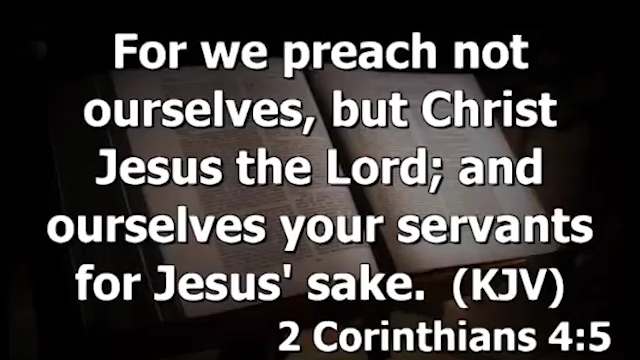 For we preach not
ourselves, but Christ
Jesus the Lord; and
ourselves your servants
for Jesus' sake. (KJV)
2 Corinthians 4:5